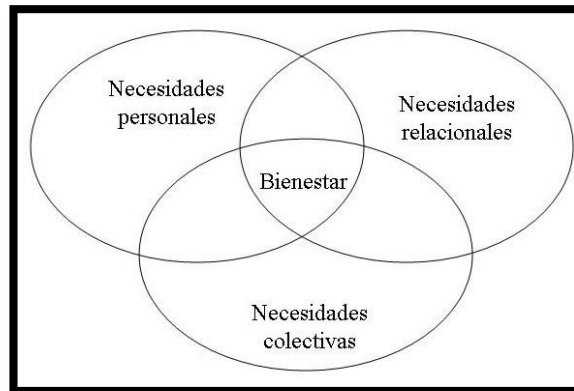 Necesidades
personales
Necesidades
relacionales
Bienestar
Necesidades
colectivas